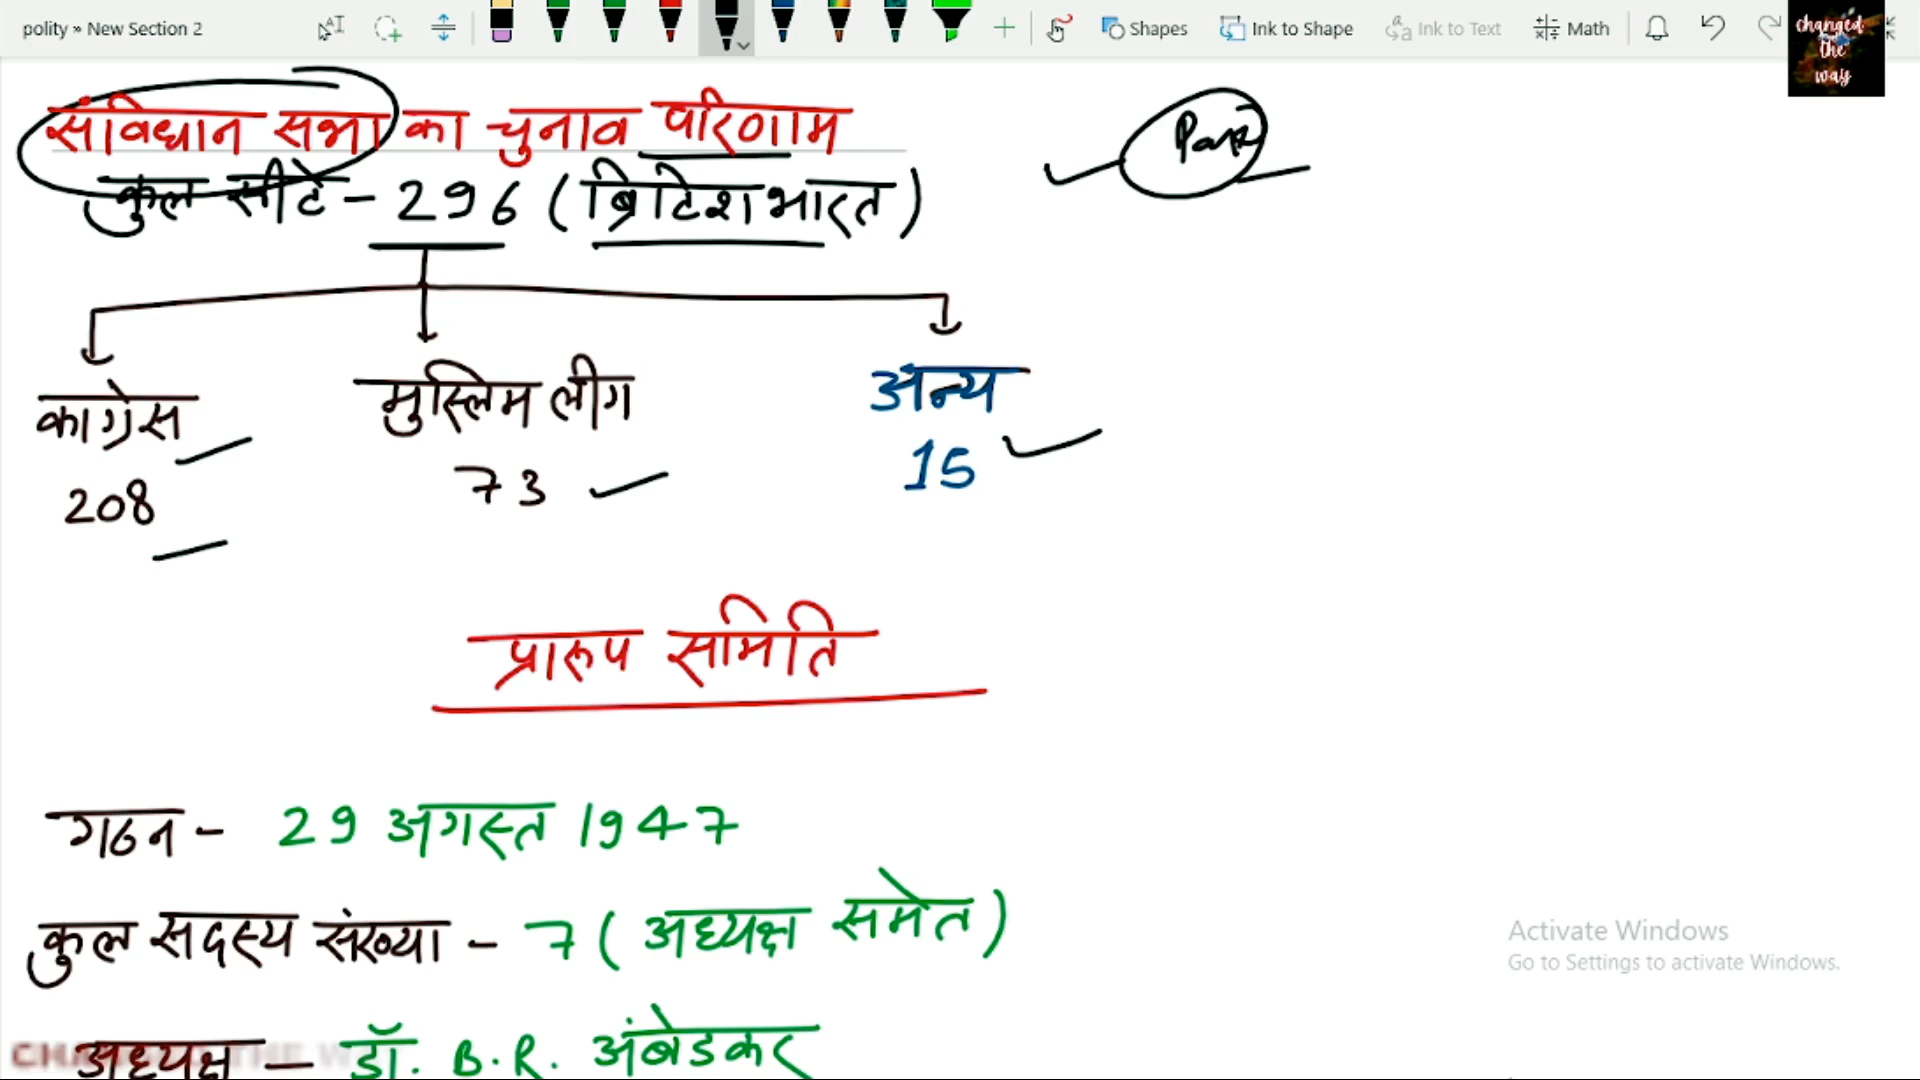 polity » New Section 2
Shapes
Ink to Shape
Ink to Text
Math
changed
the
way
संविधान सभा का चुनाव परिणाम
कुल सीटे - 296 (ब्रिटिश भारत)
काग्रेस
208
मुस्लिम लीग
73
अन्य
15
प्रारूप समिति
गठन - 29 अगस्त 1947
कुल सदस्य संख्या - 7 (अध्यक्ष समेत)
अध्यक्ष - डॉ. B.R. अंबेडकर
Activate Windows
Go to Settings to activate Windows.